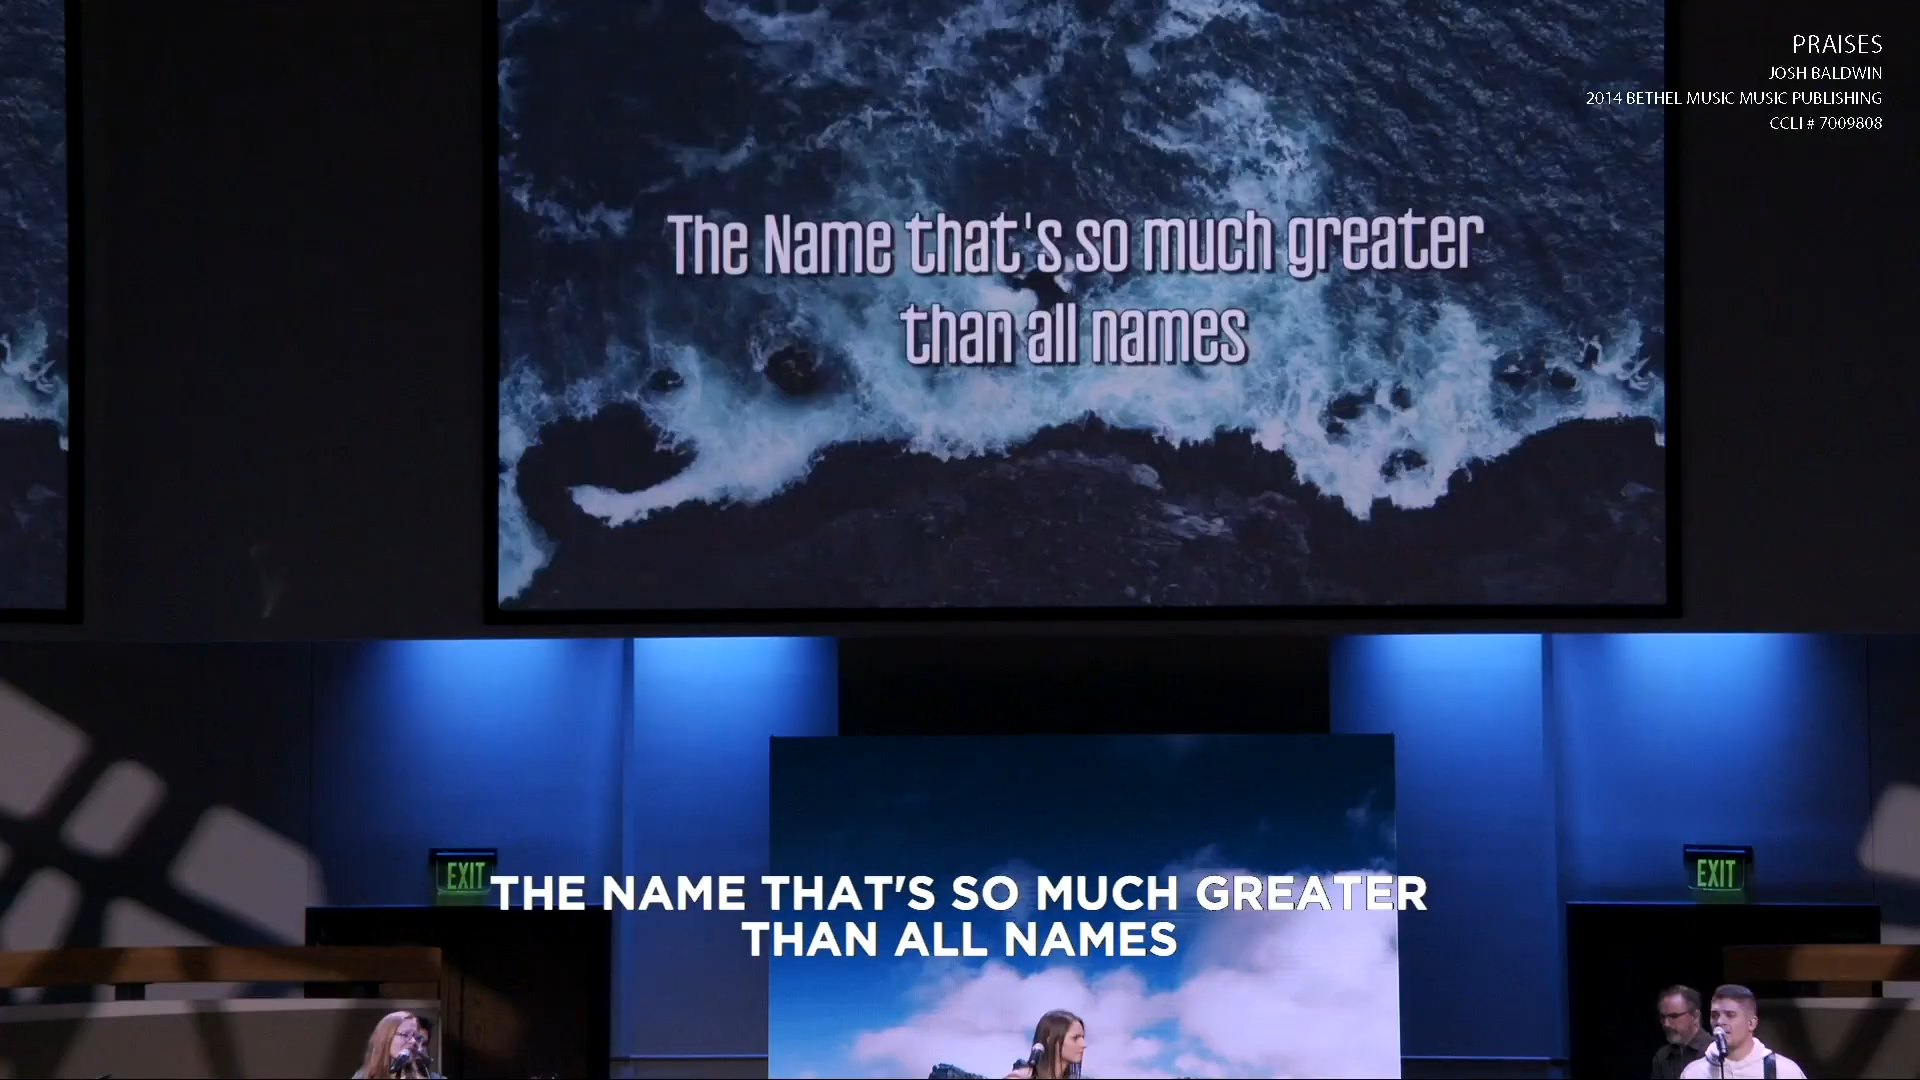 PRAISES
JOSH BALDWIN
2014 BETHEL MUSIC MUSIC PUBLISHING
CCLI # 7009808
The Name that's so much greater
than all names
EXIT
EXIT
THE NAME THAT'S SO MUCH GREATER
THAN ALL NAMES